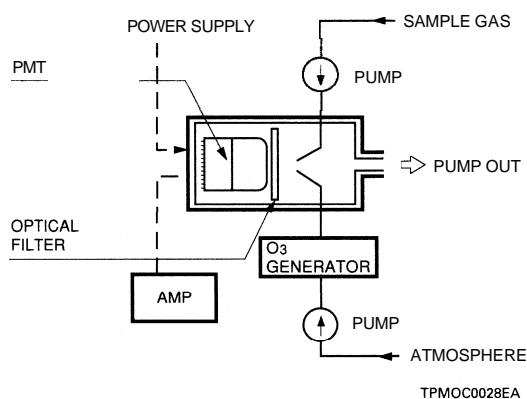 SAMPLE GAS
POWER SUPPLY
PMT
PUMP
PUMP OUT
OPTICAL
FILTER
O3
GENERATOR
AMP
PUMP
ATMOSPHERE
TPMOC0028EA